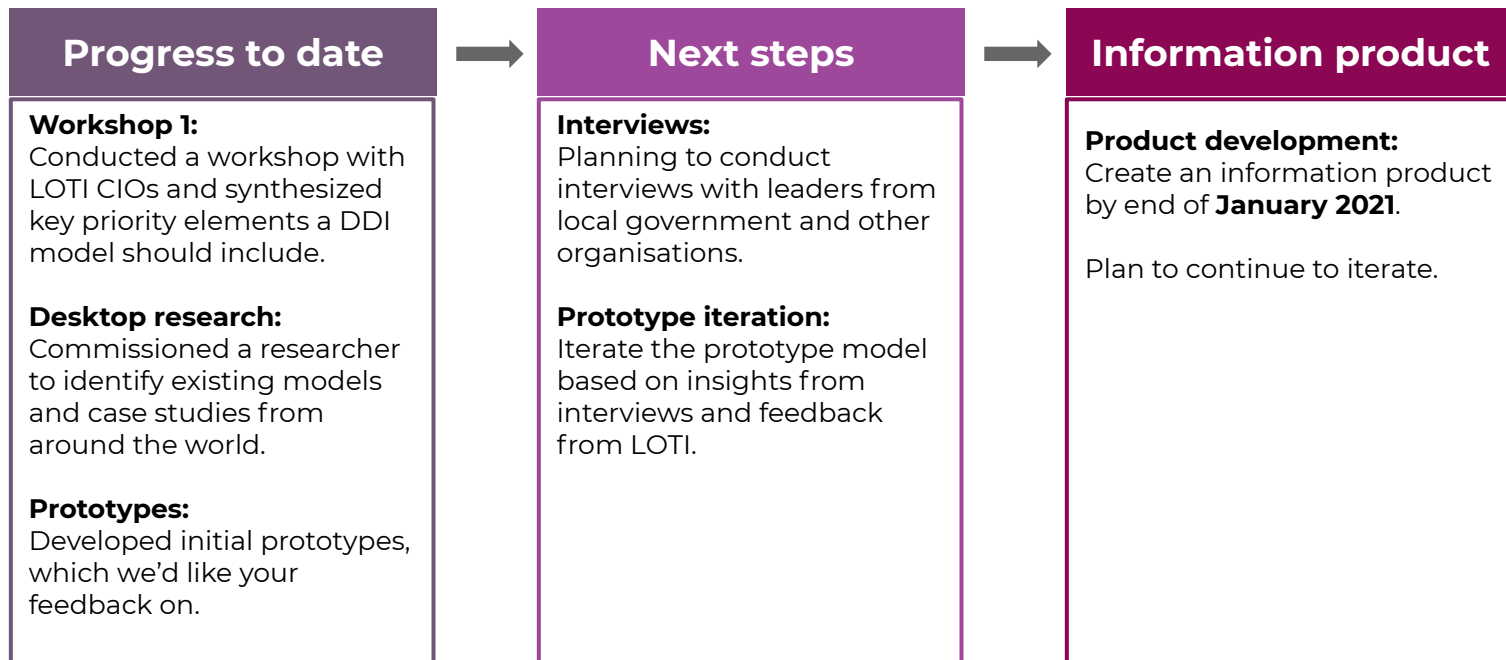 Progress to date
Workshop 1:
Conducted a workshop with
LOTI CIOs and synthesized
key priority elements a DDI
model should include.
Desktop research:
Commissioned a researcher
to identify existing models
and case studies from
around the world.
Prototypes:
Developed initial prototypes,
which we’d like your
feedback on.
Next steps
Interviews:
Planning to conduct
interviews with leaders from
local government and other
organisations.
Prototype iteration:
Iterate the prototype model
based on insights from
interviews and feedback
from LOTI.
Information product
Product development:
Create an information product
by end of January 2021.
Plan to continue to iterate.